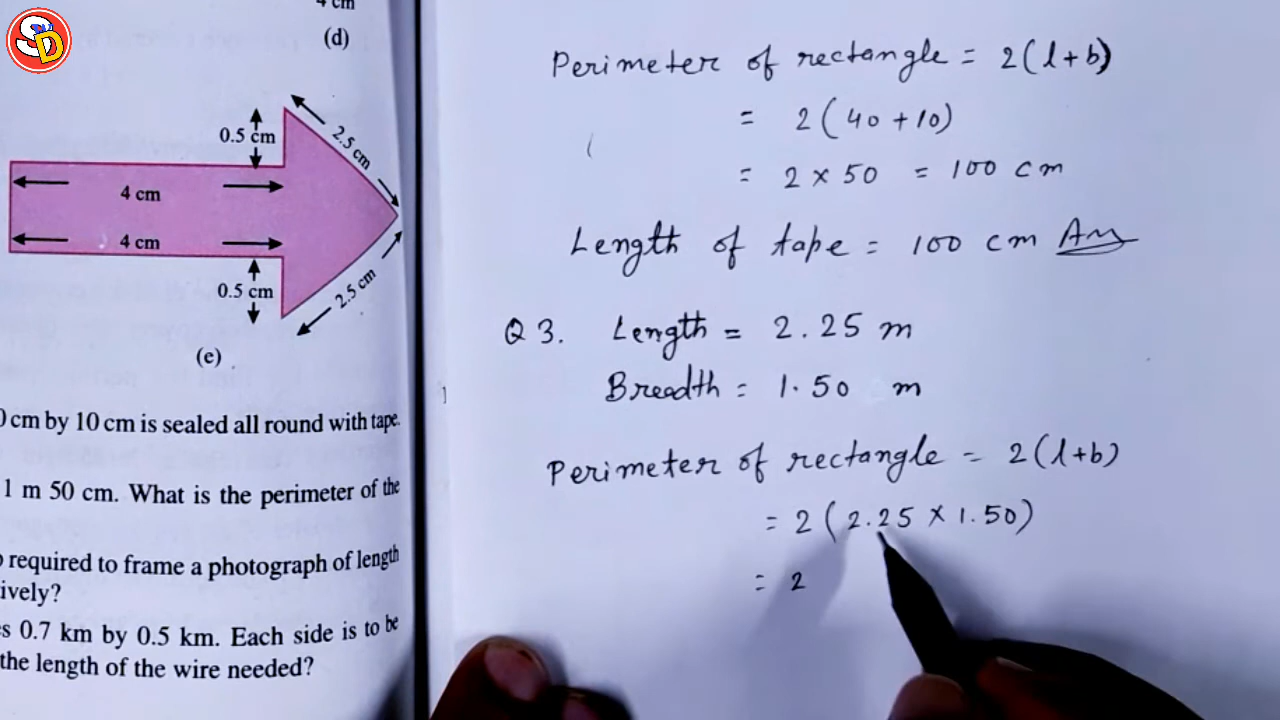 SD
4 cm
(d)
0.5 cm
2.5 cm
4 cm
4 cm
0.5 cm
2.5 cm
(e)
0 cm by 10 cm is sealed all round with tape.
1 m 50 cm. What is the perimeter of the
required to frame a photograph of length
ively?
s 0.7 km by 0.5 km. Each side is to be
the length of the wire needed?
Perimeter of rectangle = 2(l+b)
= 2(40+10)
= 2 × 50 = 100 cm
Length of tape = 100 cm Ans
Q 3. Length = 2.25 m
Breadth = 1.50 m
Perimeter of rectangle = 2(l+b)
= 2(2.25 × 1.50)
= 2